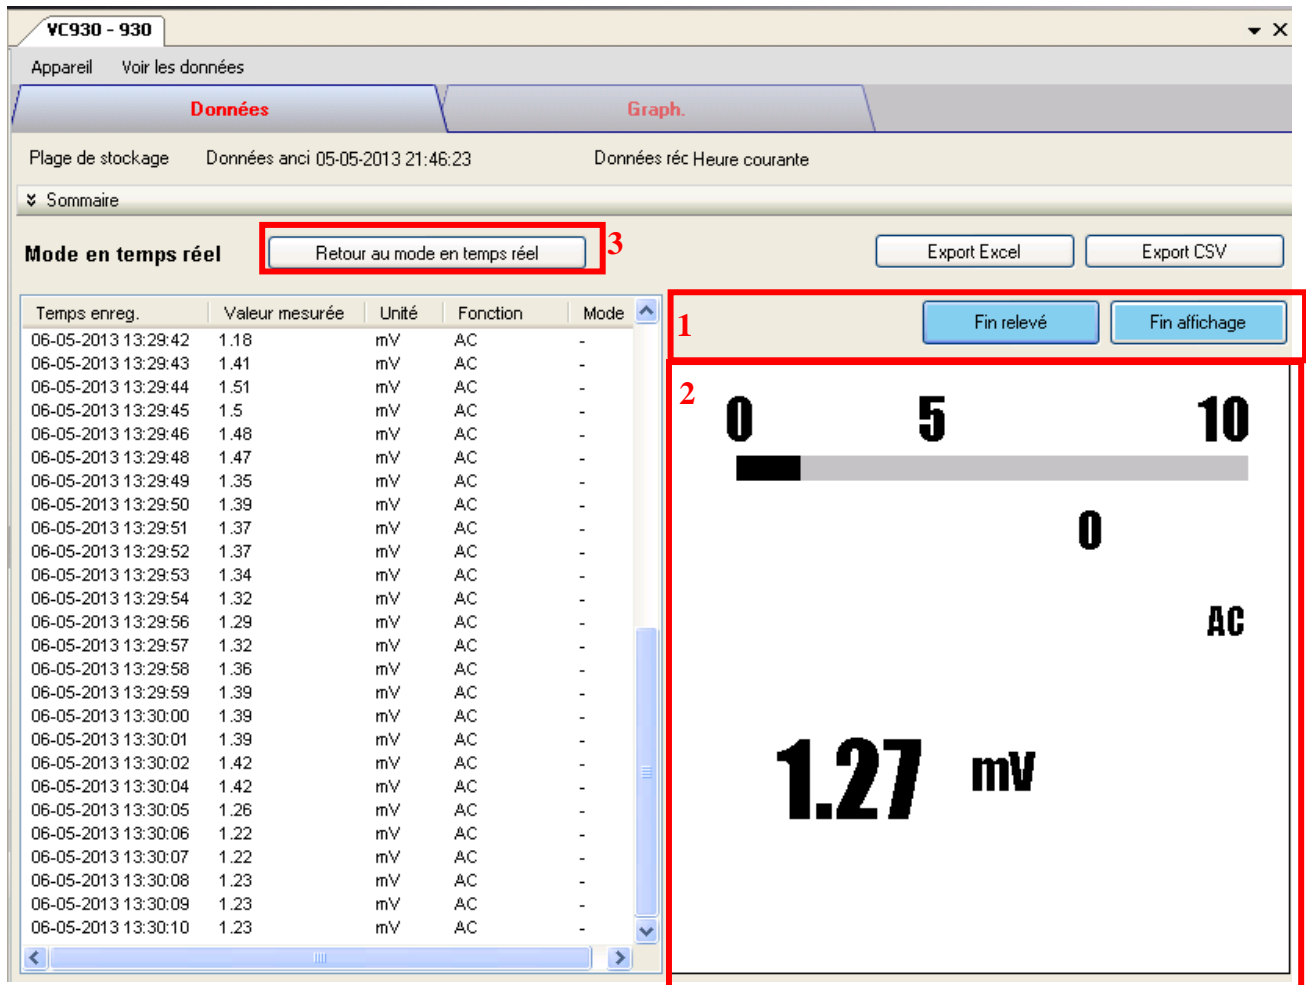 VC930 - 930
Appareil Voir les données
Données Graph.
Plage de stockage Données anci 05-05-2013 21:46:23 Données réc Heure courante
Sommaire
Mode en temps réel Retour au mode en temps réel 3 Export Excel Export CSV
Temps enreg. Valeur mesurée Unité Fonction Mode
1 Fin relevé Fin affichage
06-05-2013 13:29:42 1.18 mV AC -
06-05-2013 13:29:43 1.41 mV AC -
06-05-2013 13:29:44 1.51 mV AC -
06-05-2013 13:29:45 1.5 mV AC -
06-05-2013 13:29:46 1.48 mV AC -
06-05-2013 13:29:48 1.47 mV AC -
06-05-2013 13:29:49 1.35 mV AC -
06-05-2013 13:29:50 1.39 mV AC -
06-05-2013 13:29:51 1.37 mV AC -
06-05-2013 13:29:52 1.37 mV AC -
06-05-2013 13:29:53 1.34 mV AC -
06-05-2013 13:29:54 1.32 mV AC -
06-05-2013 13:29:56 1.29 mV AC -
06-05-2013 13:29:57 1.32 mV AC -
06-05-2013 13:29:58 1.36 mV AC -
06-05-2013 13:29:59 1.39 mV AC -
06-05-2013 13:30:00 1.39 mV AC -
06-05-2013 13:30:01 1.39 mV AC -
06-05-2013 13:30:02 1.42 mV AC -
06-05-2013 13:30:04 1.42 mV AC -
06-05-2013 13:30:05 1.26 mV AC -
06-05-2013 13:30:06 1.22 mV AC -
06-05-2013 13:30:07 1.22 mV AC -
06-05-2013 13:30:08 1.23 mV AC -
06-05-2013 13:30:09 1.23 mV AC -
06-05-2013 13:30:10 1.23 mV AC -
2
0 5 10
0
AC
1.27 mV